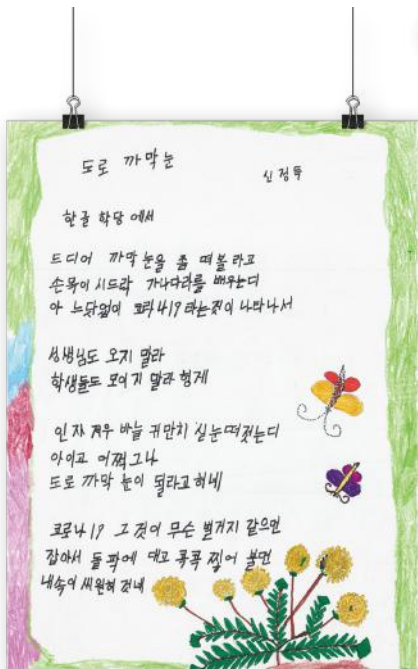 도로 까막눈
신정득
한글 학당에서
드디어 까막눈을 좀 떠볼라고
손목이 시드락 가나다라를 배우는디
아 느닷없이 코라나19 라는것이 나타나서
선생님도 오지 말라
학생들도 모이기 말라 헝게
인자 겨우 바늘 귀만치 실눈떠젓는디
아이고 어쩌그나
도로 까막 눈이 될라고 허네
코로나19 그것이 무슨 벌거지 같으면
잡아서 돌팍에 대고 콕콕 찧어 불면
내속이 씨원허 것네